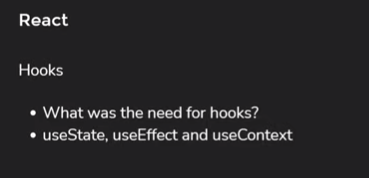 React
Hooks
• What was the need for hooks?
• useState, useEffect and useContext